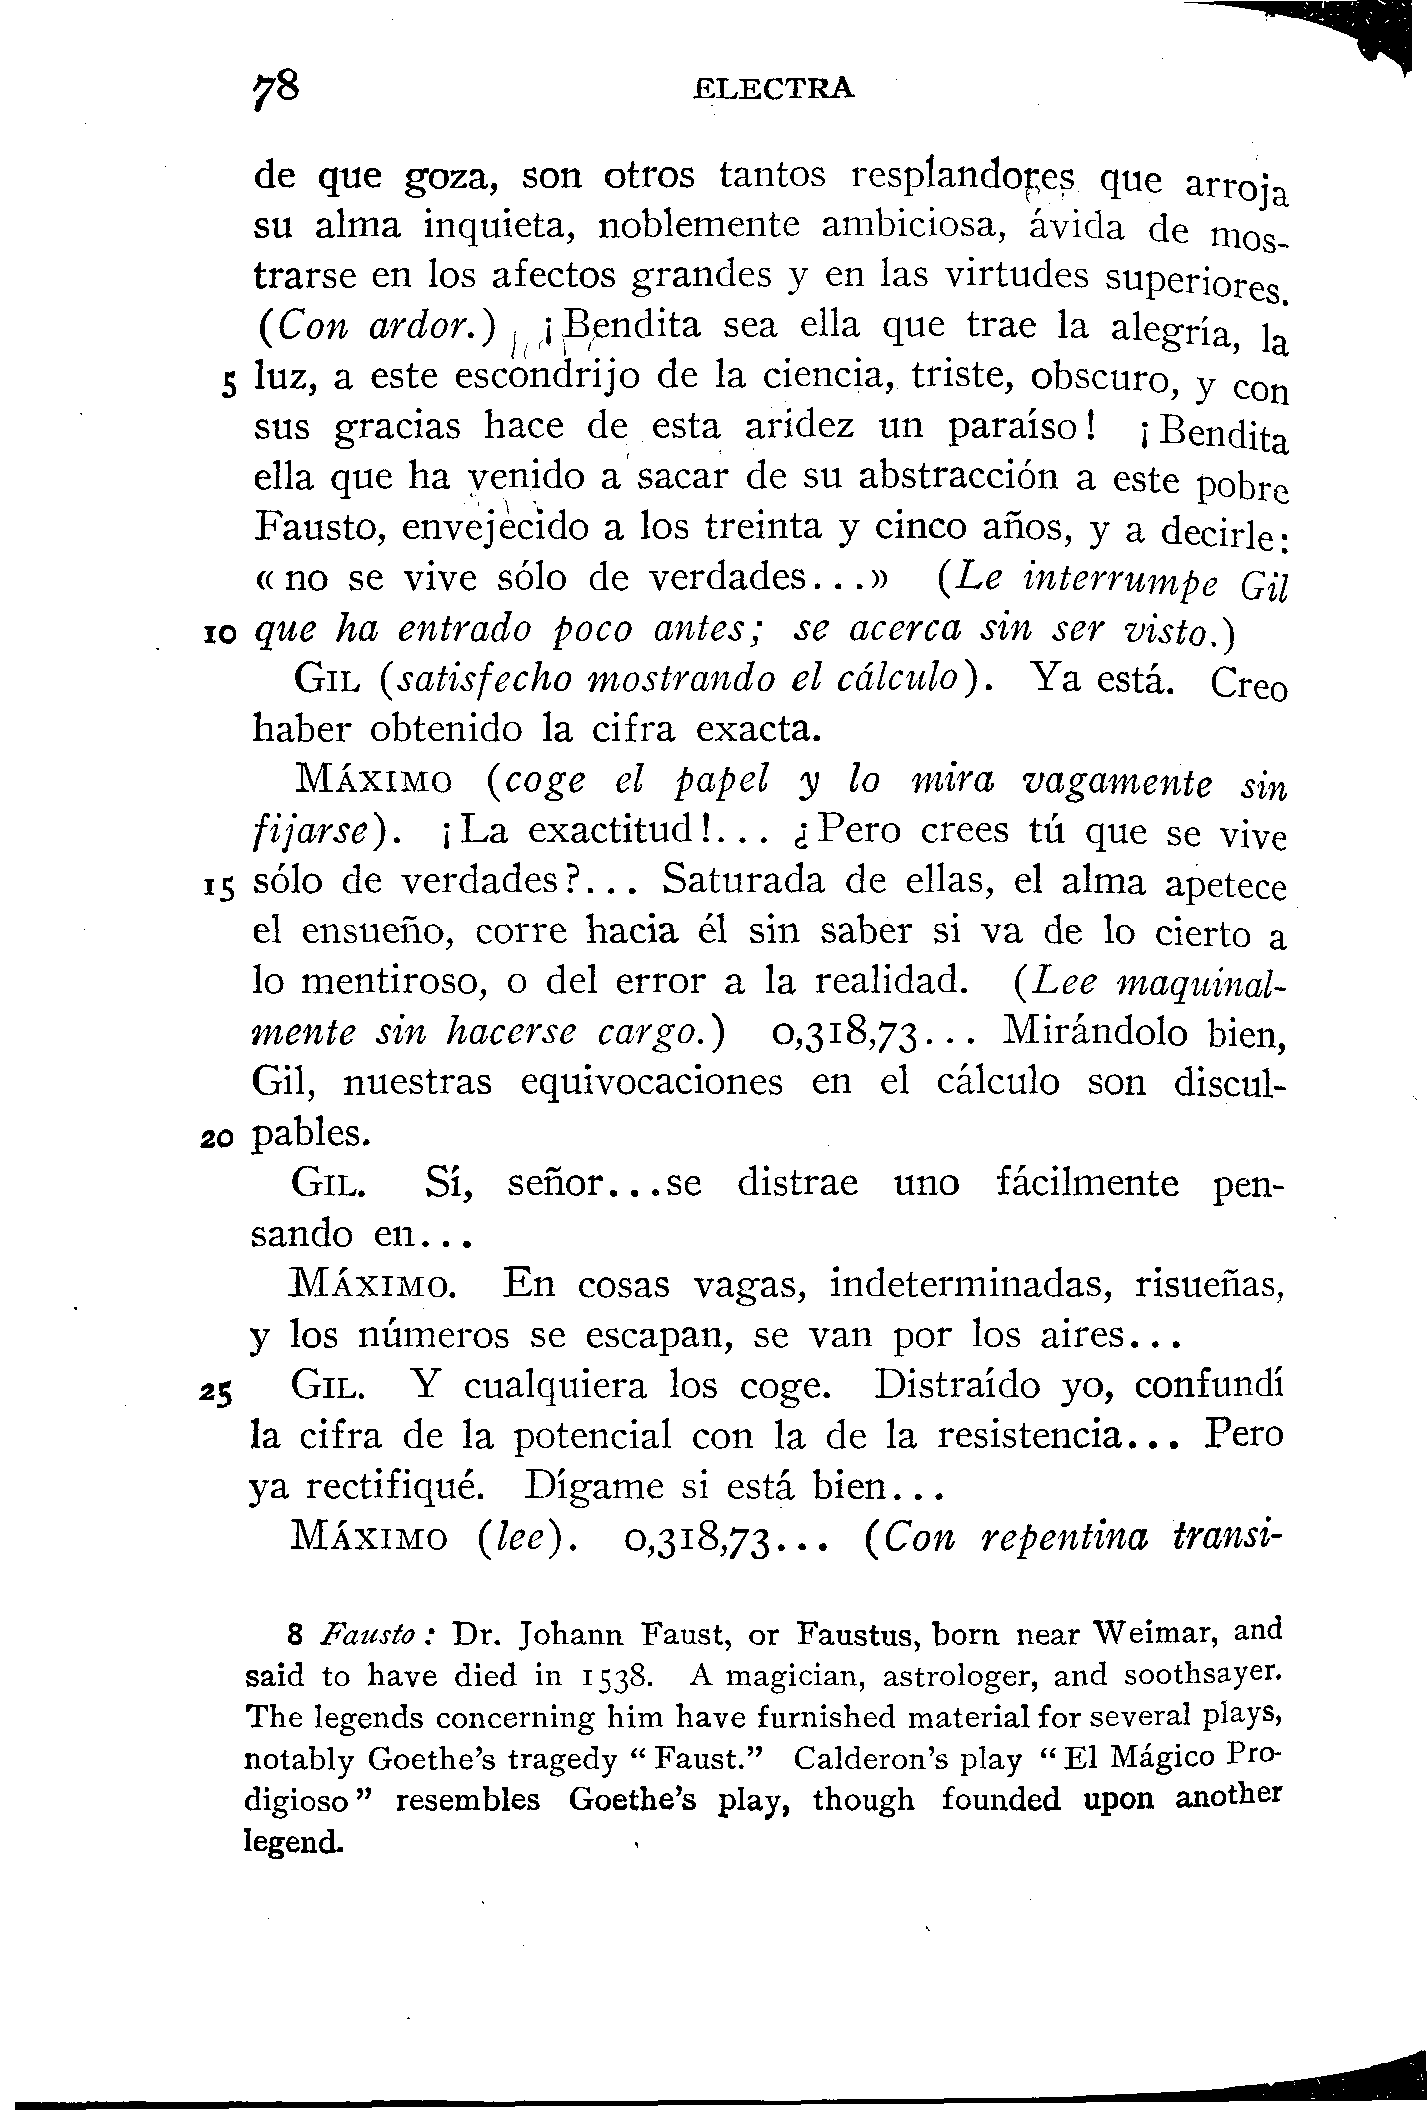 78 ELECTRA
de que goza, son otros tantos resplandores que arroja
su alma inquieta, noblemente ambiciosa, ávida de mos-
trarse en los afectos grandes y en las virtudes superiores.
(Con ardor.) ¡Bendita sea ella que trae la alegría, la
5 luz, a este escondrijo de la ciencia, triste, obscuro, y con
sus gracias hace de esta aridez un paraíso! ¡Bendita
ella que ha venido a sacar de su abstracción a este pobre
Fausto, envejecido a los treinta y cinco años, y a decirle:
«no se vive sólo de verdades...» (Le interrumpe Gil
10 que ha entrado poco antes; se acerca sin ser visto.)
GIL (satisfecho mostrando el cálculo). Ya está. Creo
haber obtenido la cifra exacta.
MÁXIMO (coge el papel y lo mira vagamente sin
fijarse). ¡La exactitud!... ¿Pero crees tú que se vive
15 sólo de verdades?... Saturada de ellas, el alma apetece
el ensueño, corre hacia él sin saber si va de lo cierto a
lo mentiroso, o del error a la realidad. (Lee maquinal-
mente sin hacerse cargo.) 0,318,73... Mirándolo bien,
Gil, nuestras equivocaciones en el cálculo son discul-
20 pables.
GIL. Sí, señor...se distrae uno fácilmente pen-
sando en...
MÁXIMO. En cosas vagas, indeterminadas, risueñas,
y los números se escapan, se van por los aires...
25 GIL. Y cualquiera los coge. Distraído yo, confundí
la cifra de la potencial con la de la resistencia... Pero
ya rectifiqué. Dígame si está bien...
MÁXIMO (lee). 0,318,73... (Con repentina transi-
8 Fausto: Dr. Johann Faust, or Faustus, born near Weimar, and
said to have died in 1538. A magician, astrologer, and soothsayer.
The legends concerning him have furnished material for several plays,
notably Goethe's tragedy "Faust." Calderon's play "El Mágico Pro-
digioso" resembles Goethe's play, though founded upon another
legend.